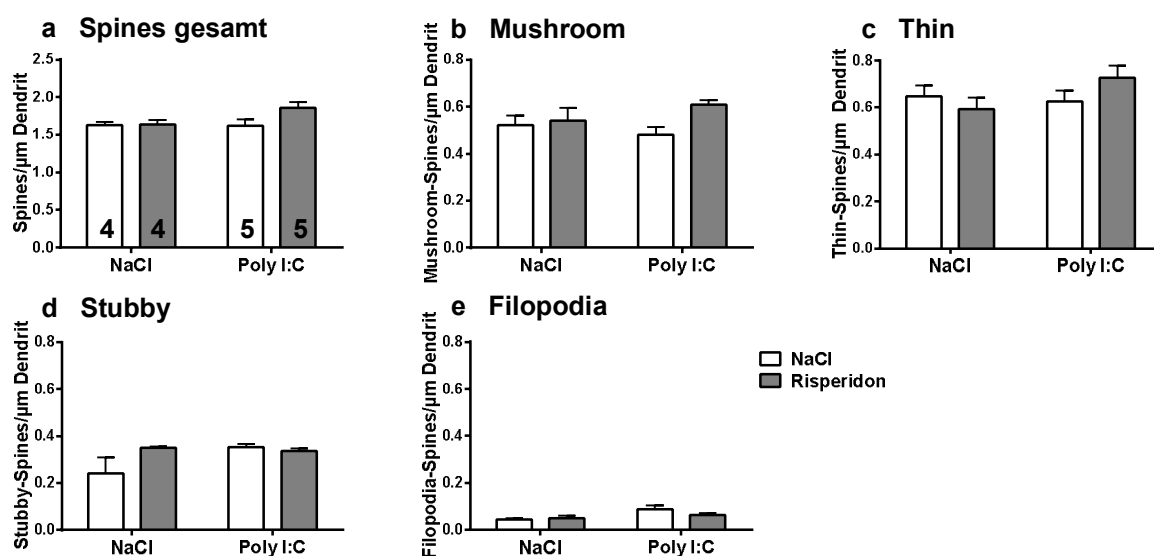 a Spines gesamt
Spines/µm Dendrit
2.5
2.0
1.5
1.0
0.5
0.0
4 4 5 5
NaCl Poly I:C
b Mushroom
Mushroom-Spines/µm Dendrit
0.8
0.6
0.4
0.2
0.0
NaCl Poly I:C
c Thin
Thin-Spines/µm Dendrit
0.8
0.6
0.4
0.2
0.0
NaCl Poly I:C
d Stubby
Stubby-Spines/µm Dendrit
0.8
0.6
0.4
0.2
0.0
NaCl Poly I:C
e Filopodia
Filopodia-Spines/µm Dendrit
0.8
0.6
0.4
0.2
0.0
NaCl Poly I:C
NaCl
Risperidon